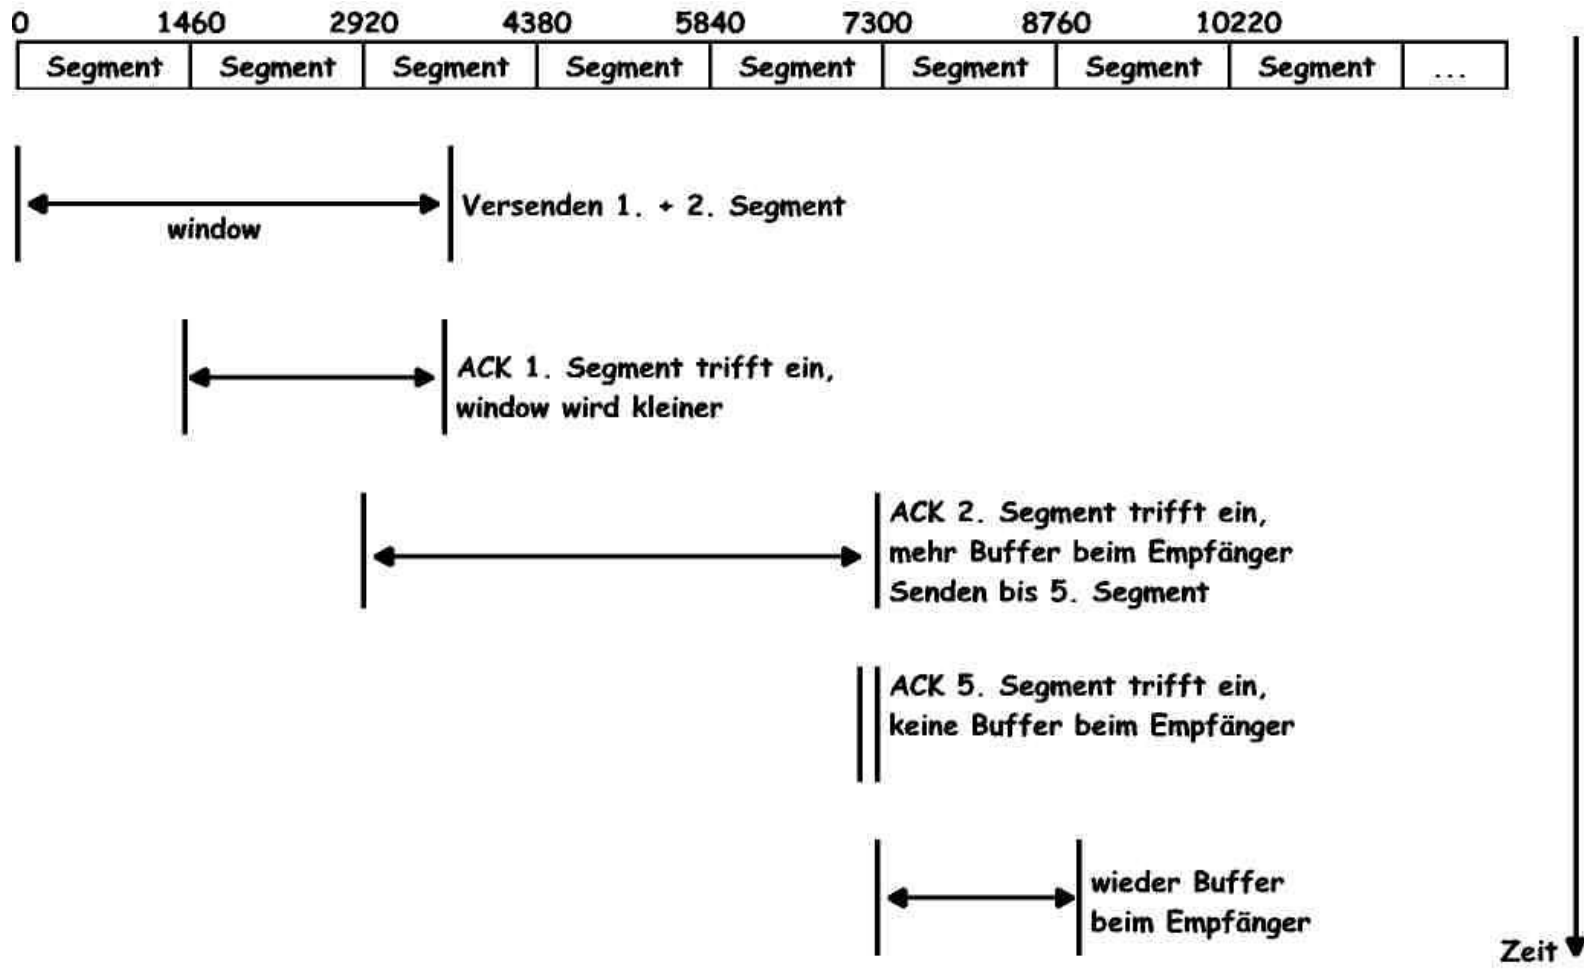 0 1460 2920 4380 5840 7300 8760 10220
Segment Segment Segment Segment Segment Segment Segment Segment ...
Versenden 1. + 2. Segment
window
ACK 1. Segment trifft ein,
window wird kleiner
ACK 2. Segment trifft ein,
mehr Buffer beim Empfänger
Senden bis 5. Segment
ACK 5. Segment trifft ein,
keine Buffer beim Empfänger
wieder Buffer
beim Empfänger
Zeit